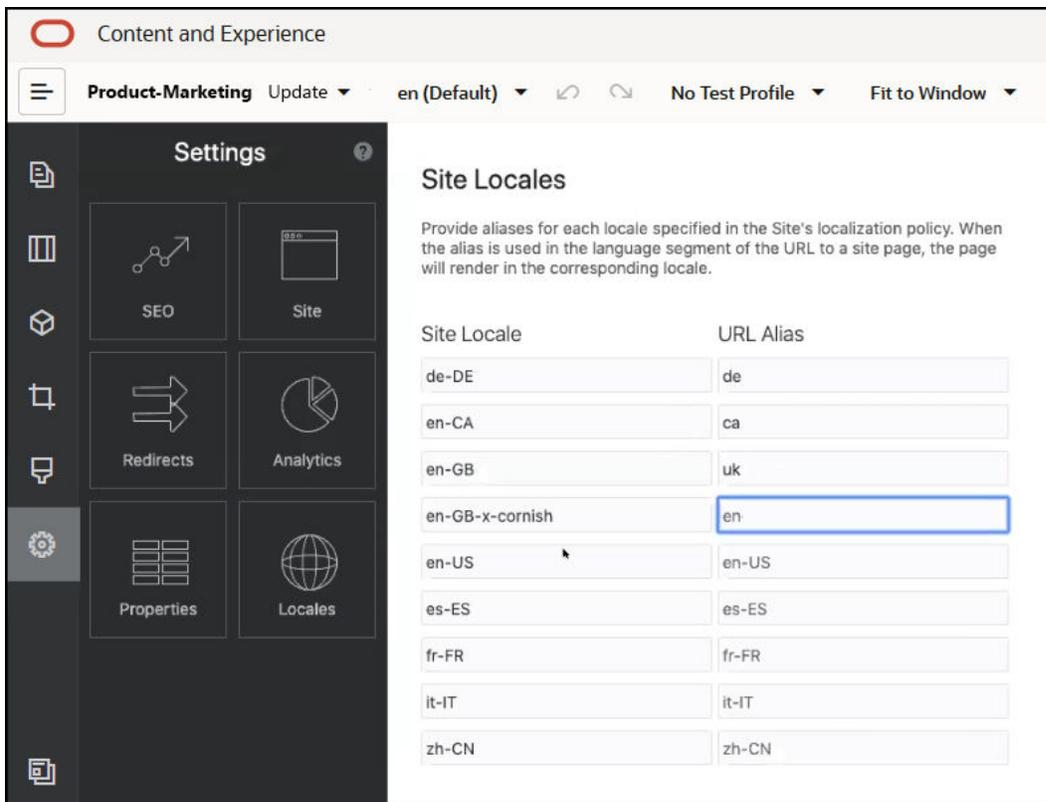 Content and Experience
Product-Marketing Update en (Default) No Test Profile Fit to Window
Settings ?
SEO Site
Redirects Analytics
Properties Locales
Site Locales
Provide aliases for each locale specified in the Site's localization policy. When
the alias is used in the language segment of the URL to a site page, the page
will render in the corresponding locale.
Site Locale URL Alias
de-DE de
en-CA ca
en-GB uk
en-GB-x-cornish en
en-US en-US
es-ES es-ES
fr-FR fr-FR
it-IT it-IT
zh-CN zh-CN